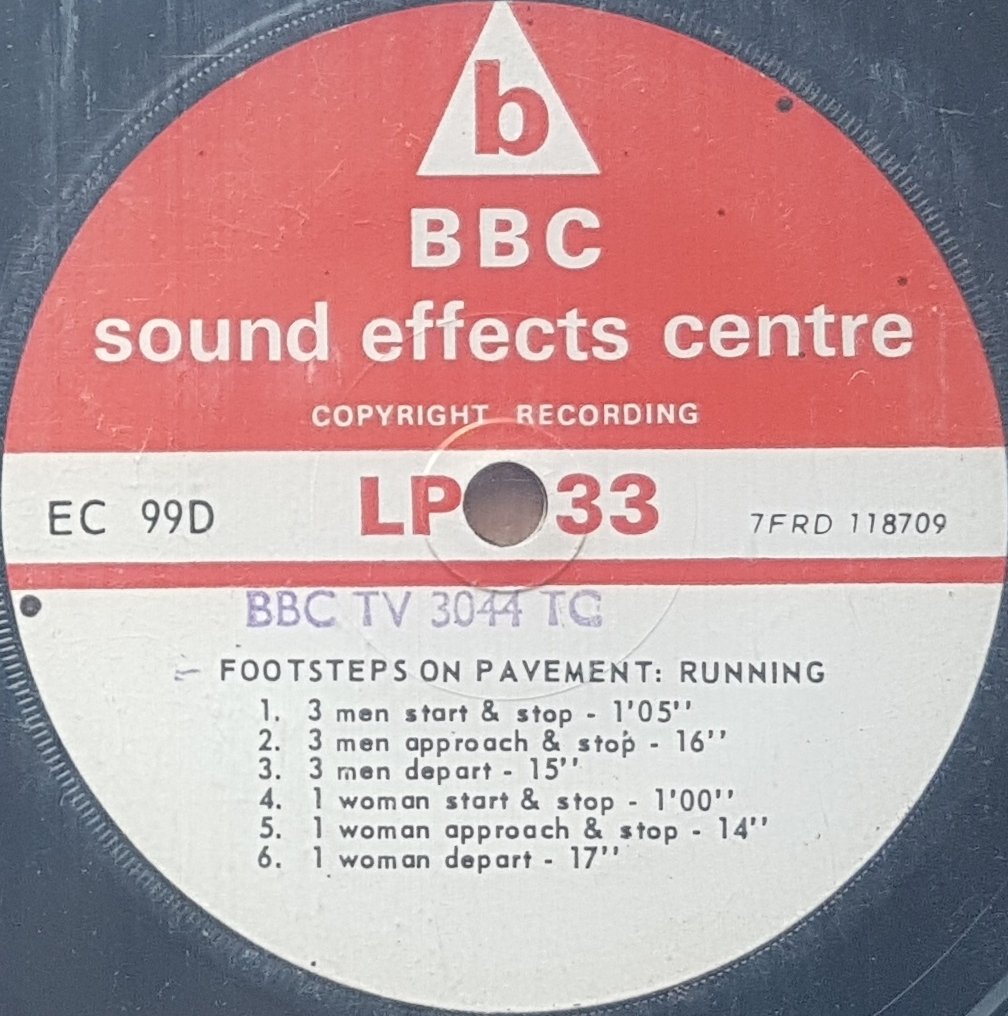 b
BBC
sound effects centre
COPYRIGHT RECORDING
EC 99D LP 33 7FRD 118709
BBC TV 3044 TC
FOOTSTEPS ON PAVEMENT: RUNNING
1. 3 men start & stop - 1'05''
2. 3 men approach & stop - 16''
3. 3 men depart - 15''
4. 1 woman start & stop - 1'00''
5. 1 woman approach & stop - 14''
6. 1 woman depart - 17''